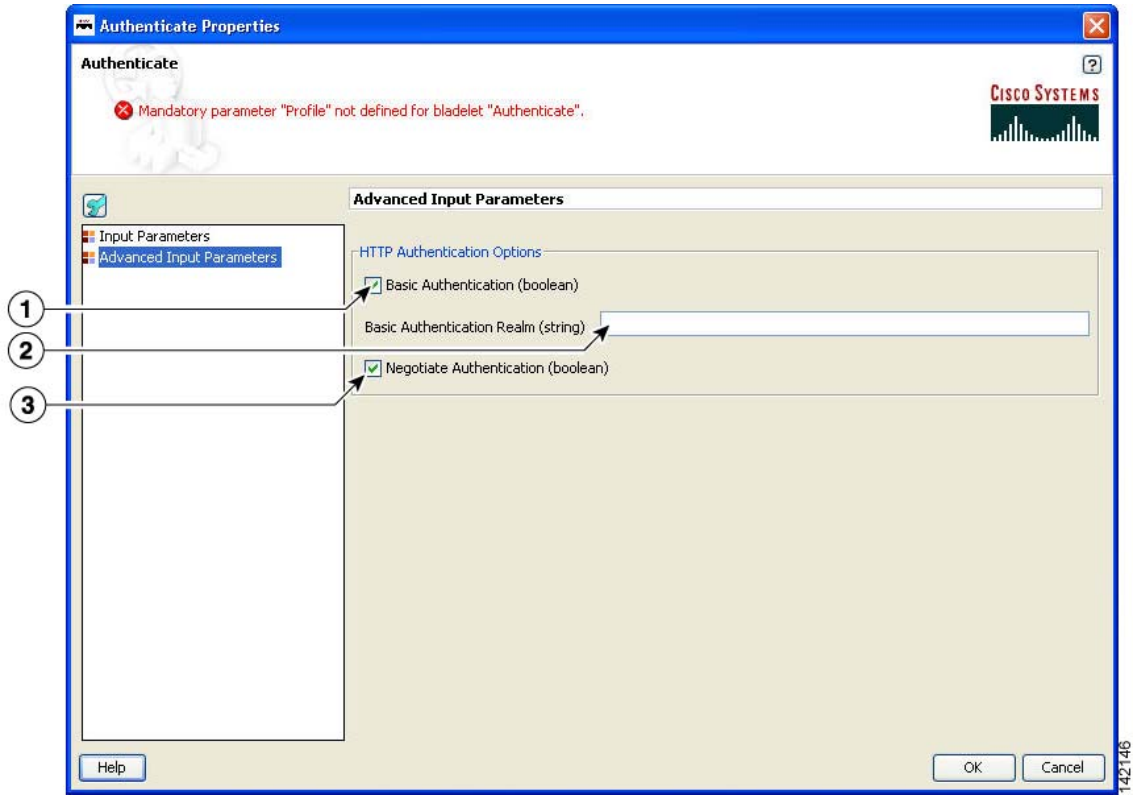 Authenticate Properties
Authenticate
Mandatory parameter "Profile" not defined for bladelet "Authenticate".
CISCO SYSTEMS
Advanced Input Parameters
Input Parameters
Advanced Input Parameters
HTTP Authentication Options
1
Basic Authentication (boolean)
2
Basic Authentication Realm (string)
3
Negotiate Authentication (boolean)
Help
OK
Cancel
142146